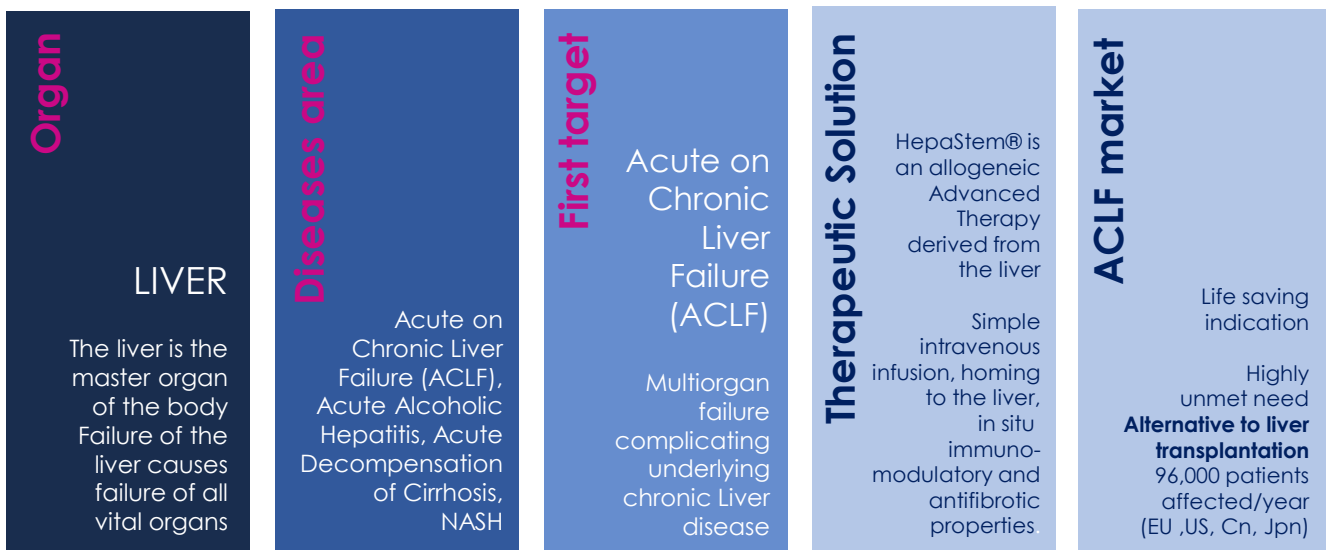 Organ
LIVER
The liver is the
master organ
of the body
Failure of the
liver causes
failure of all
vital organs
Diseases area
Acute on
Chronic Liver
Failure (ACLF),
Acute Alcoholic
Hepatitis, Acute
Decompensation
of Cirrhosis,
NASH
First target
Acute on
Chronic
Liver
Failure
(ACLF)
Multiorgan
failure
complicating
underlying
chronic Liver
disease
Therapeutic Solution
HepaStem® is
an allogeneic
Advanced
Therapy
derived from
the liver
Simple
intravenous
infusion, homing
to the liver,
in situ
immuno-
modulatory and
antifibrotic
properties.
ACLF market
Life saving
indication
Highly
unmet need
Alternative to liver
transplantation
96,000 patients
affected/year
(EU ,US, Cn, Jpn)